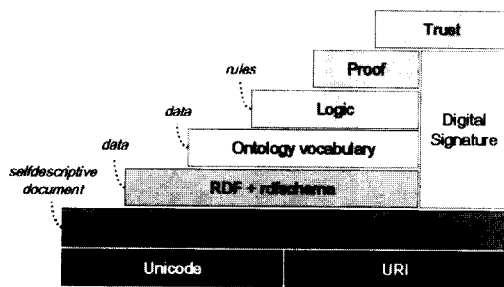 Trust
Proof
rules
Logic
data
Digital
Signature
Ontology vocabulary
data
selfdescriptive
document
RDF + rdfschema
Unicode
URI